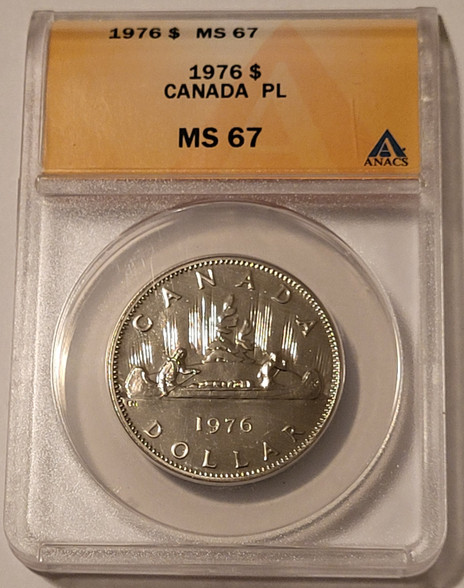 1976 $ MS 67
1976 $
CANADA PL
MS 67
ANACS
CANADA
1976
DOLLAR